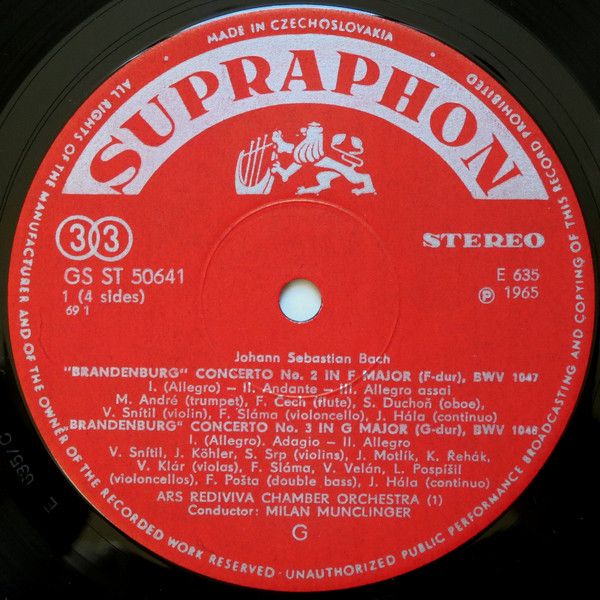 MADE IN CZECHOSLOVAKIA
ALL RIGHTS OF THE MANUFACTURER AND OF THE OWNER OF THE RECORDED WORK RESERVED · UNAUTHORIZED PUBLIC PERFORMANCE BROADCASTING AND COPYING OF THIS RECORD PROHIBITED
SUPRAPHON
33
STEREO
GS ST 50641
E 635
1 (4 sides)
℗ 1965
69 1
Johann Sebastian Bach
"BRANDENBURG" CONCERTO No. 2 IN F MAJOR (F-dur), BWV 1047
I. (Allegro) – II. Andante – III. Allegro assai
M. André (trumpet), F. Čech (flute), S. Duchoň (oboe),
V. Snítil (violin), F. Sláma (violoncello), J. Hála (continuo)
BRANDENBURG" CONCERTO No. 3 IN G MAJOR (G-dur), BWV 1048
I. (Allegro). Adagio – II. Allegro
V. Snítil, J. Köhler, S. Srp (violins), J. Motlík, K. Řehák,
V. Klár (violas), F. Sláma, V. Velán, L. Pospíšil
(violoncellos), F. Pošta (double bass), J. Hála (continuo)
ARS REDIVIVA CHAMBER ORCHESTRA (1)
Conductor: MILAN MUNCLINGER
G